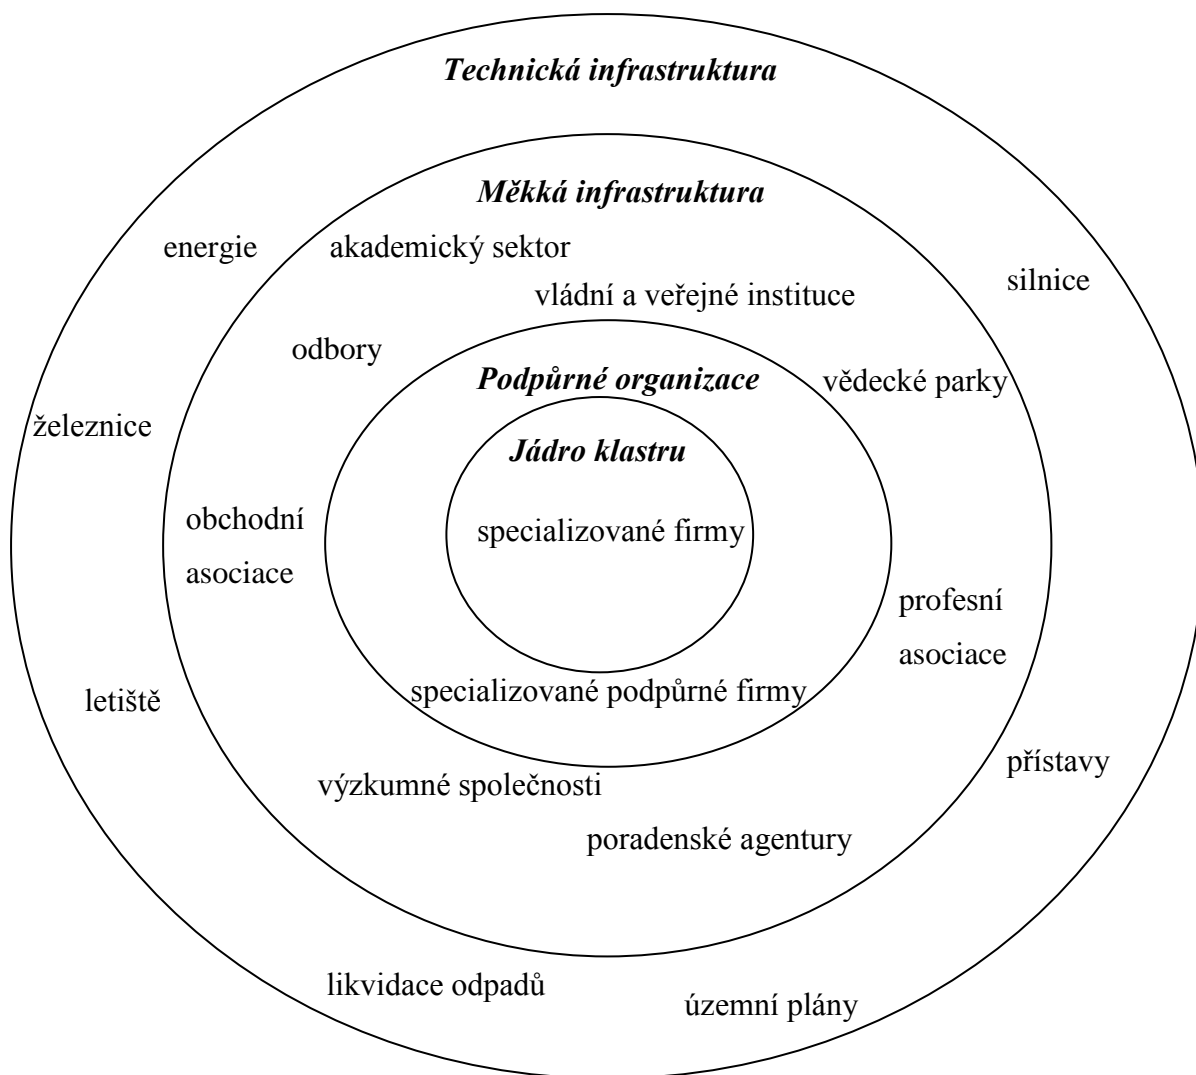 Technická infrastruktura
Měkká infrastruktura
energie
akademický sektor
silnice
vládní a veřejné instituce
odbory
Podpůrné organizace
vědecké parky
železnice
Jádro klastru
obchodní
asociace
specializované firmy
profesní
asociace
letiště
specializované podpůrné firmy
přístavy
výzkumné společnosti
poradenské agentury
likvidace odpadů
územní plány